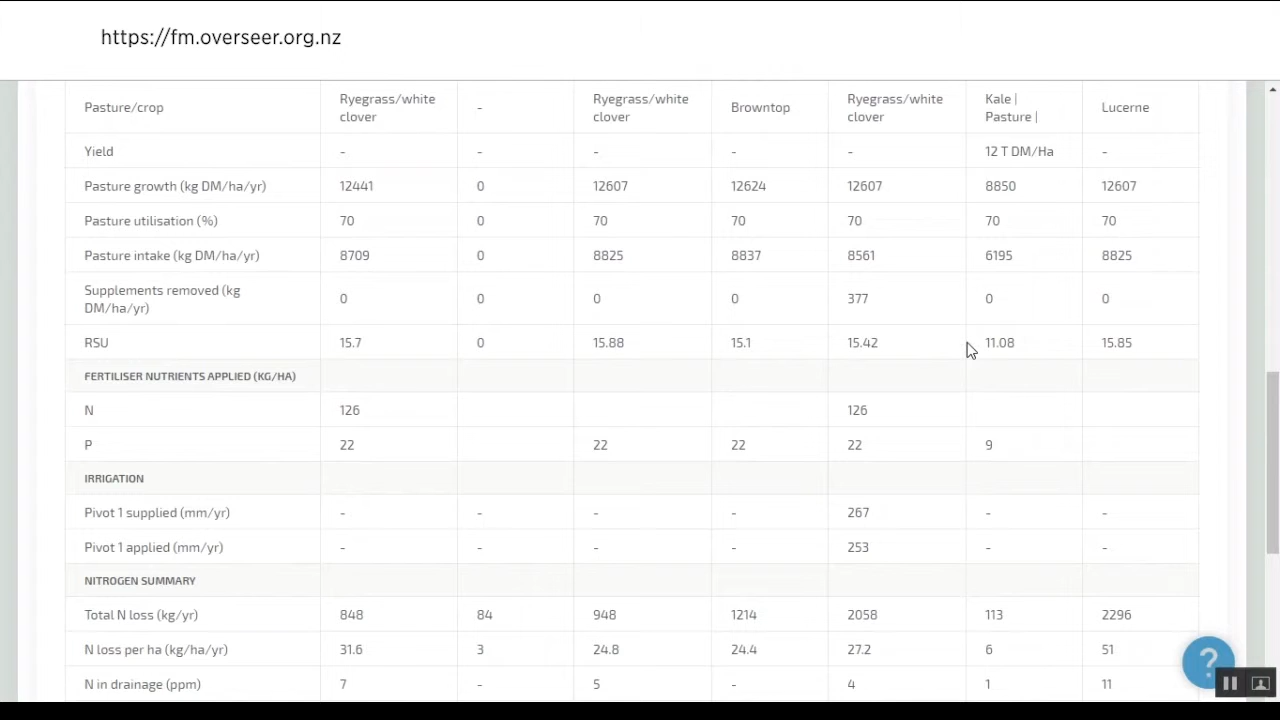 https://fm.overseer.org.nz
Pasture/crop Ryegrass/white clover - Ryegrass/white clover Browntop Ryegrass/white clover Kale | Pasture | Lucerne
Yield - - - - - 12 T DM/Ha -
Pasture growth (kg DM/ha/yr) 12441 0 12607 12624 12607 8850 12607
Pasture utilisation (%) 70 0 70 70 70 70 70
Pasture intake (kg DM/ha/yr) 8709 0 8825 8837 8561 6195 8825
Supplements removed (kg DM/ha/yr) 0 0 0 0 377 0 0
RSU 15.7 0 15.88 15.1 15.42 11.08 15.85
FERTILISER NUTRIENTS APPLIED (KG/HA)
N 126 126
P 22 22 22 22 9
IRRIGATION
Pivot 1 supplied (mm/yr) - - - - 267 - -
Pivot 1 applied (mm/yr) - - - - 253 - -
NITROGEN SUMMARY
Total N loss (kg/yr) 848 84 948 1214 2058 113 2296
N loss per ha (kg/ha/yr) 31.6 3 24.8 24.4 27.2 6 51
N in drainage (ppm) 7 - 5 - 4 1 11
?